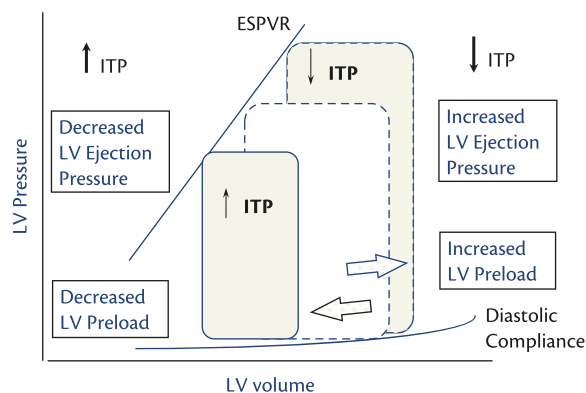 ESPVR
ITP
ITP
ITP
Decreased
LV Ejection
Pressure
Increased
LV Ejection
Pressure
LV Pressure
ITP
Decreased
LV Preload
Increased
LV Preload
Diastolic
Compliance
LV volume